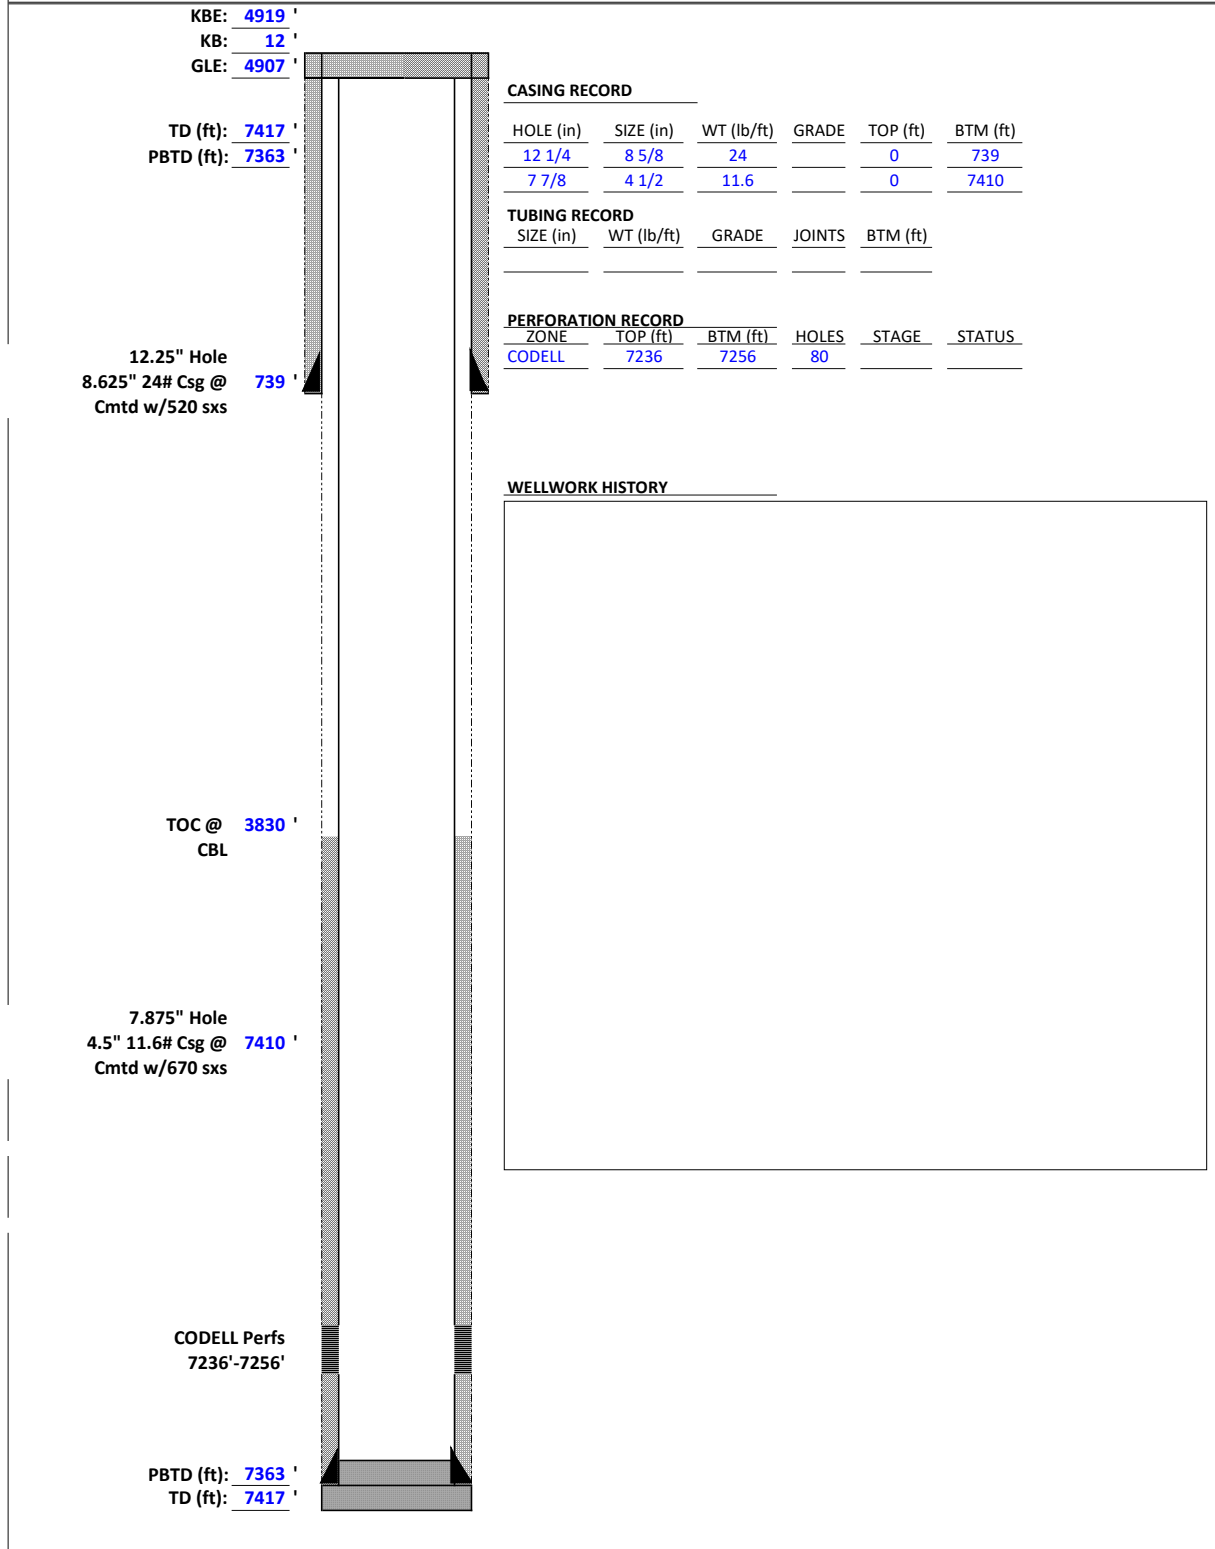 KBE: 4919 '
KB: 12 '
GLE: 4907 '
TD (ft): 7417 '
PBTD (ft): 7363 '
CASING RECORD
HOLE (in) SIZE (in) WT (lb/ft) GRADE TOP (ft) BTM (ft)
12 1/4 8 5/8 24 0 739
7 7/8 4 1/2 11.6 0 7410
TUBING RECORD
SIZE (in) WT (lb/ft) GRADE JOINTS BTM (ft)
PERFORATION RECORD
ZONE TOP (ft) BTM (ft) HOLES STAGE STATUS
CODELL 7236 7256 80
12.25" Hole
8.625" 24# Csg @ 739 '
Cmtd w/520 sxs
WELLWORK HISTORY
TOC @ 3830 '
CBL
7.875" Hole
4.5" 11.6# Csg @ 7410 '
Cmtd w/670 sxs
CODELL Perfs
7236'-7256'
PBTD (ft): 7363 '
TD (ft): 7417 '